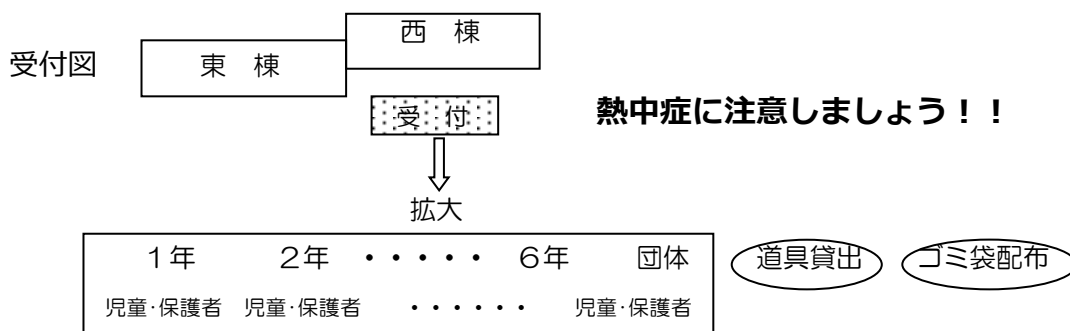 西 棟
受付図
東 棟
受 付
熱中症に注意しましょう！！
拡大
１年 ２年 ・・・・・ ６年 団体
道具貸出
ゴミ袋配布
児童・保護者 児童・保護者 ・・・・・・ 児童・保護者